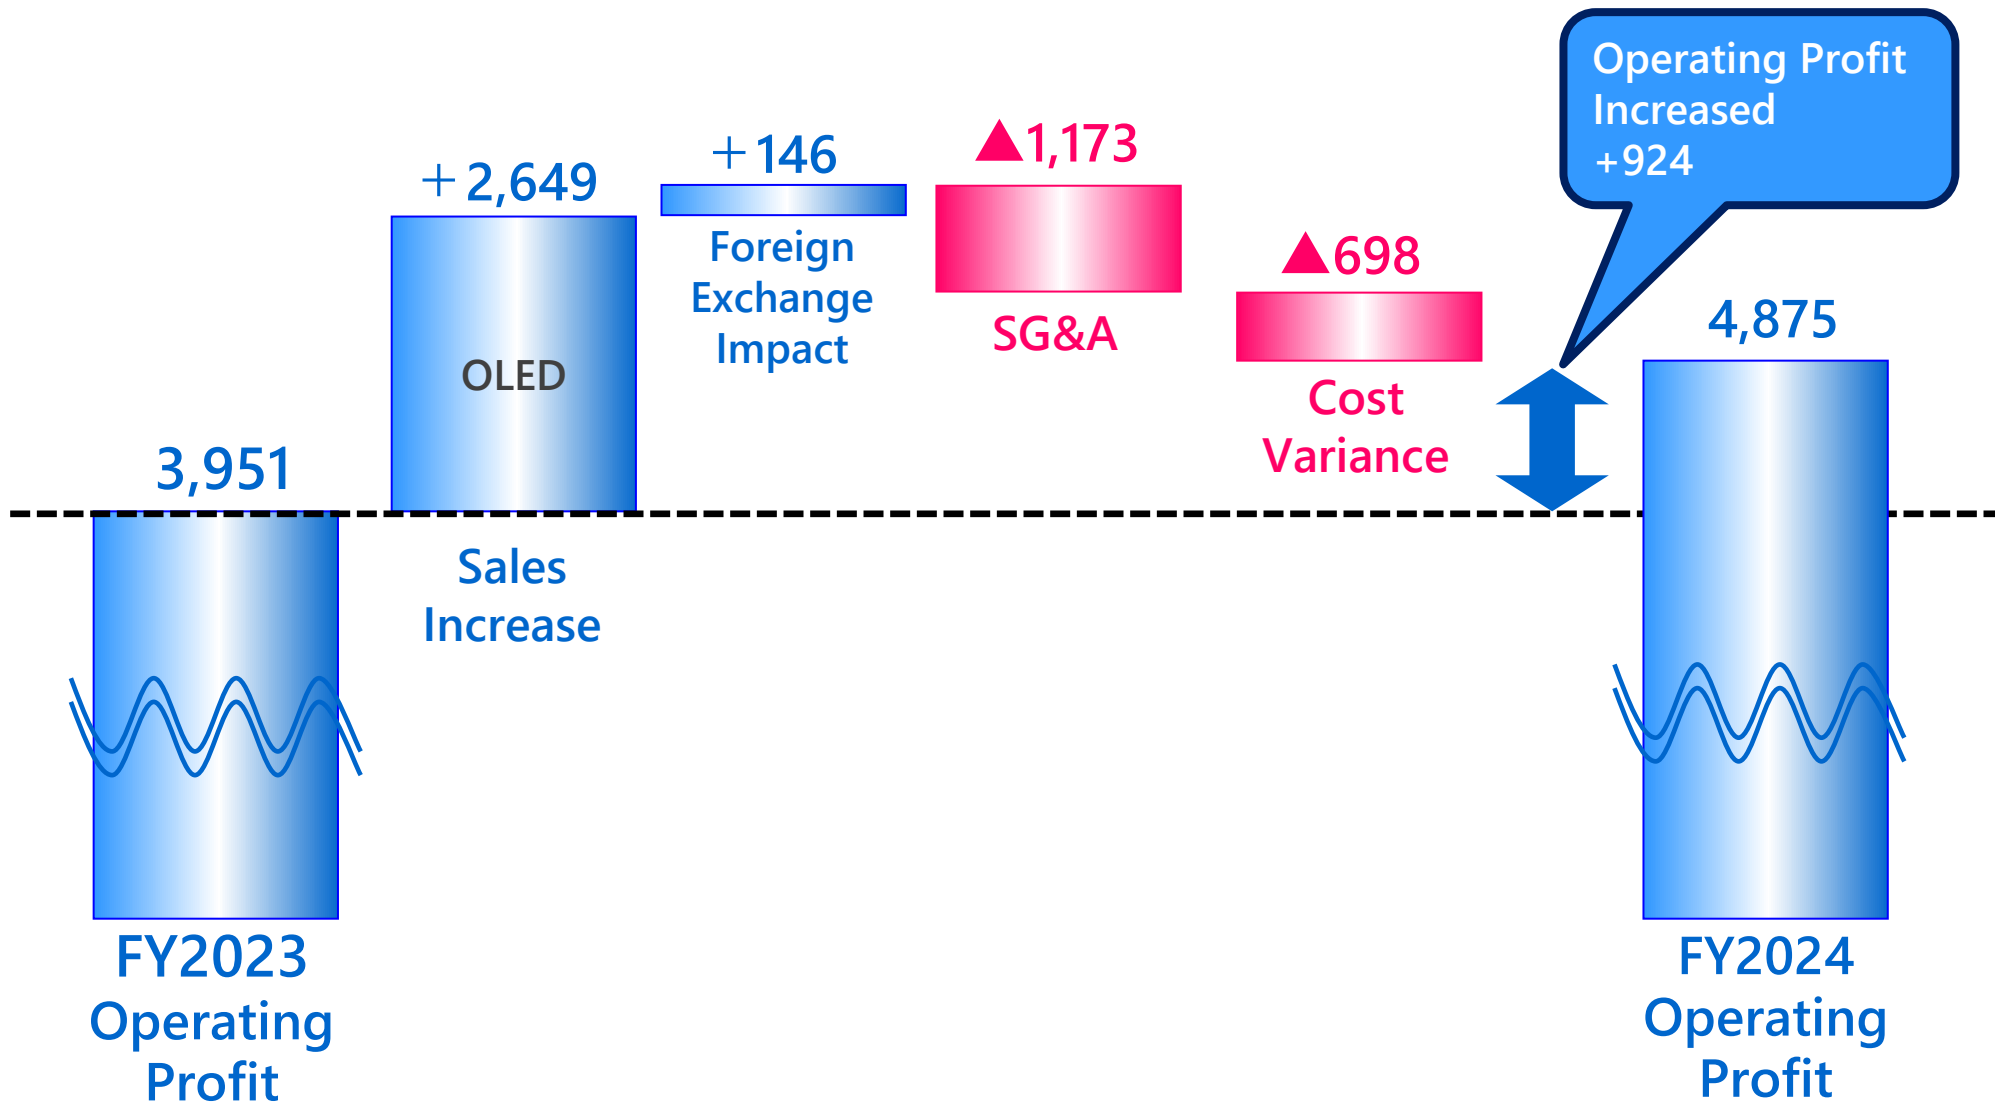 3,951
FY2023
Operating
Profit
+2,649
OLED
Sales
Increase
+146
Foreign
Exchange
Impact
▲1,173
SG&A
▲698
Cost
Variance
Operating Profit
Increased
+924
4,875
FY2024
Operating
Profit